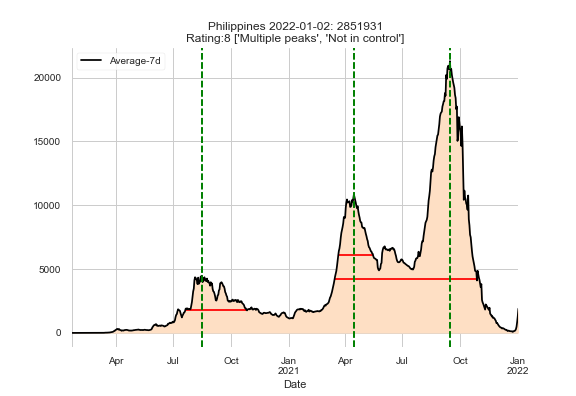 Philippines 2022-01-02: 2851931
Rating:8 ['Multiple peaks', 'Not in control']
Average-7d
20000
15000
10000
5000
0
Apr
Jul
Oct
Jan
2021
Apr
Jul
Oct
Jan
2022
Date